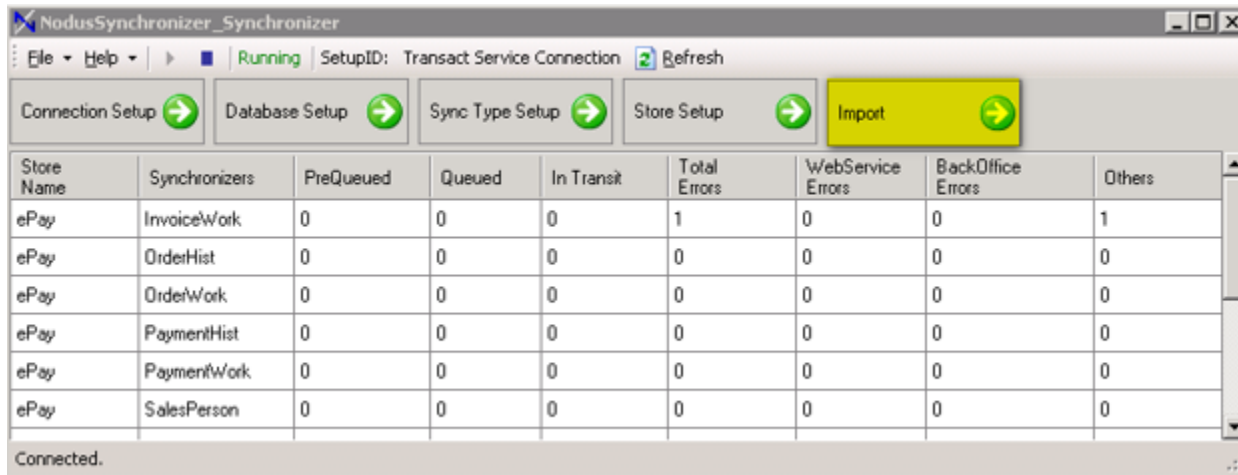 NodusSynchronizer_Synchronizer
File Help Running SetupID: Transact Service Connection Refresh
Connection Setup Database Setup Sync Type Setup Store Setup Import
Store Name Synchronizers PreQueued Queued In Transit Total Errors WebService Errors BackOffice Errors Others
ePay InvoiceWork 0 0 0 1 0 0 1
ePay OrderHist 0 0 0 0 0 0 0
ePay OrderWork 0 0 0 0 0 0 0
ePay PaymentHist 0 0 0 0 0 0 0
ePay PaymentWork 0 0 0 0 0 0 0
ePay SalesPerson 0 0 0 0 0 0 0
Connected.